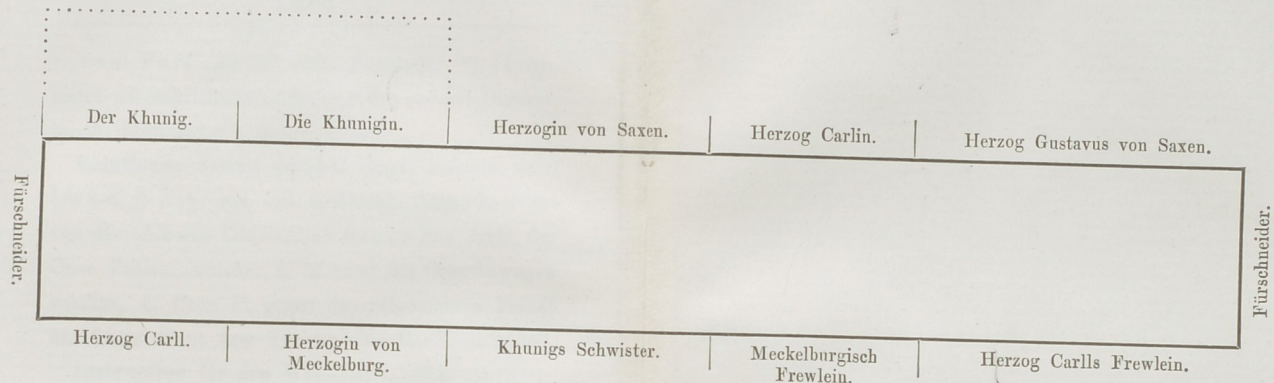 Der Khunig.
Die Khunigin.
Herzogin von Saxen.
Herzog Carlin.
Herzog Gustavus von Saxen.
Fürschneider.
Fürschneider.
Herzog Carll.
Herzogin von
Meckelburg.
Khunigs Schwister.
Meckelburgisch
Frewlein.
Herzog Carlls Frewlein.